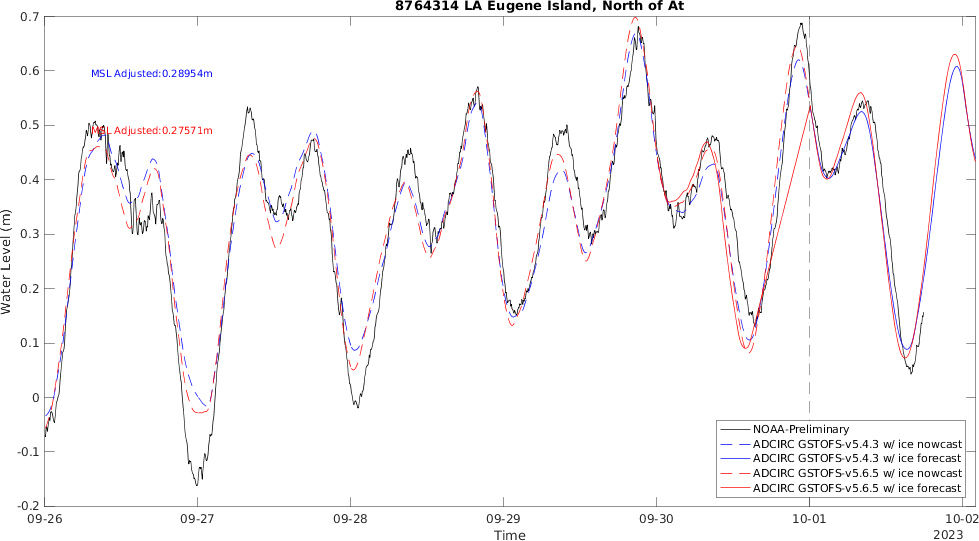 8764314 LA Eugene Island, North of At
0.7
0.6
0.5
0.4
0.3
0.2
0.1
0
-0.1
-0.2
Water Level (m)
MSL Adjusted:0.28954m
MSL Adjusted:0.27571m
NOAA-Preliminary
ADCIRC GSTOFS-v5.4.3 w/ ice nowcast
ADCIRC GSTOFS-v5.4.3 w/ ice forecast
ADCIRC GSTOFS-v5.6.5 w/ ice nowcast
ADCIRC GSTOFS-v5.6.5 w/ ice forecast
09-26 09-27 09-28 09-29 09-30 10-01 10-02
Time
2023